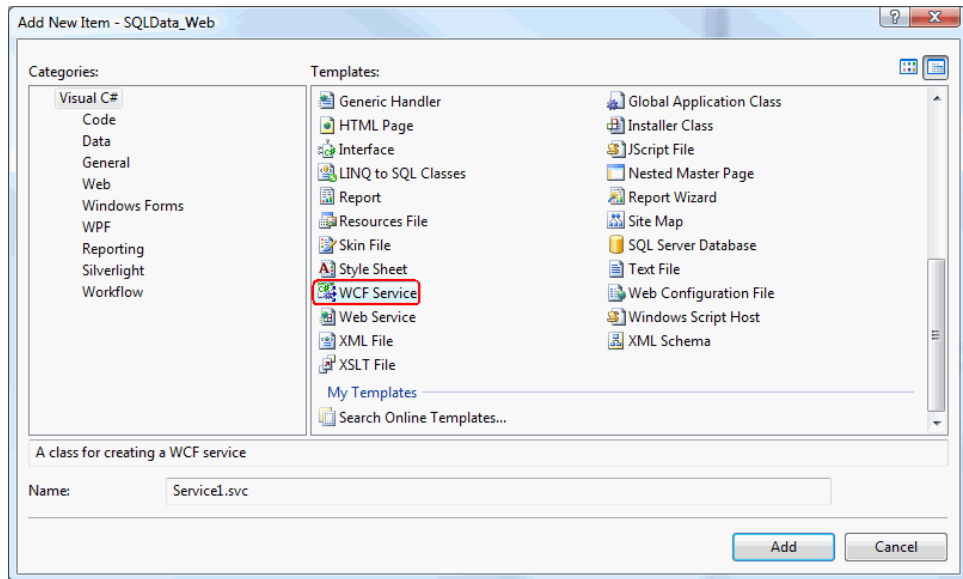 Add New Item - SQLData_Web
Categories:
Templates:
Visual C#
Code
Data
General
Web
Windows Forms
WPF
Reporting
Silverlight
Workflow
Generic Handler
HTML Page
Interface
LINQ to SQL Classes
Report
Resources File
Skin File
Style Sheet
WCF Service
Web Service
XML File
XSLT File
Global Application Class
Installer Class
JScript File
Nested Master Page
Report Wizard
Site Map
SQL Server Database
Text File
Web Configuration File
Windows Script Host
XML Schema
My Templates
Search Online Templates...
A class for creating a WCF service
Name:
Service1.svc
Add
Cancel